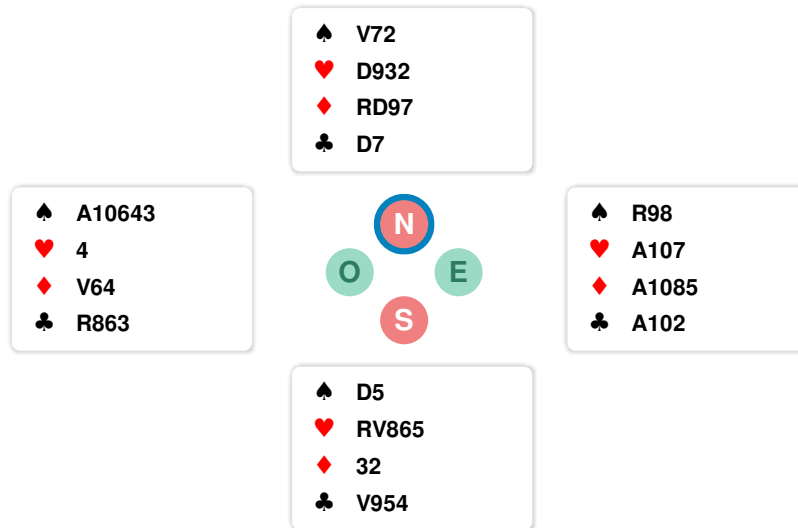 ♠ V72
♥ D932
♦ RD97
♣ D7
♠ A10643
♥ 4
♦ V64
♣ R863
N
O E
S
♠ R98
♥ A107
♦ A1085
♣ A102
♠ D5
♥ RV865
♦ 32
♣ V954